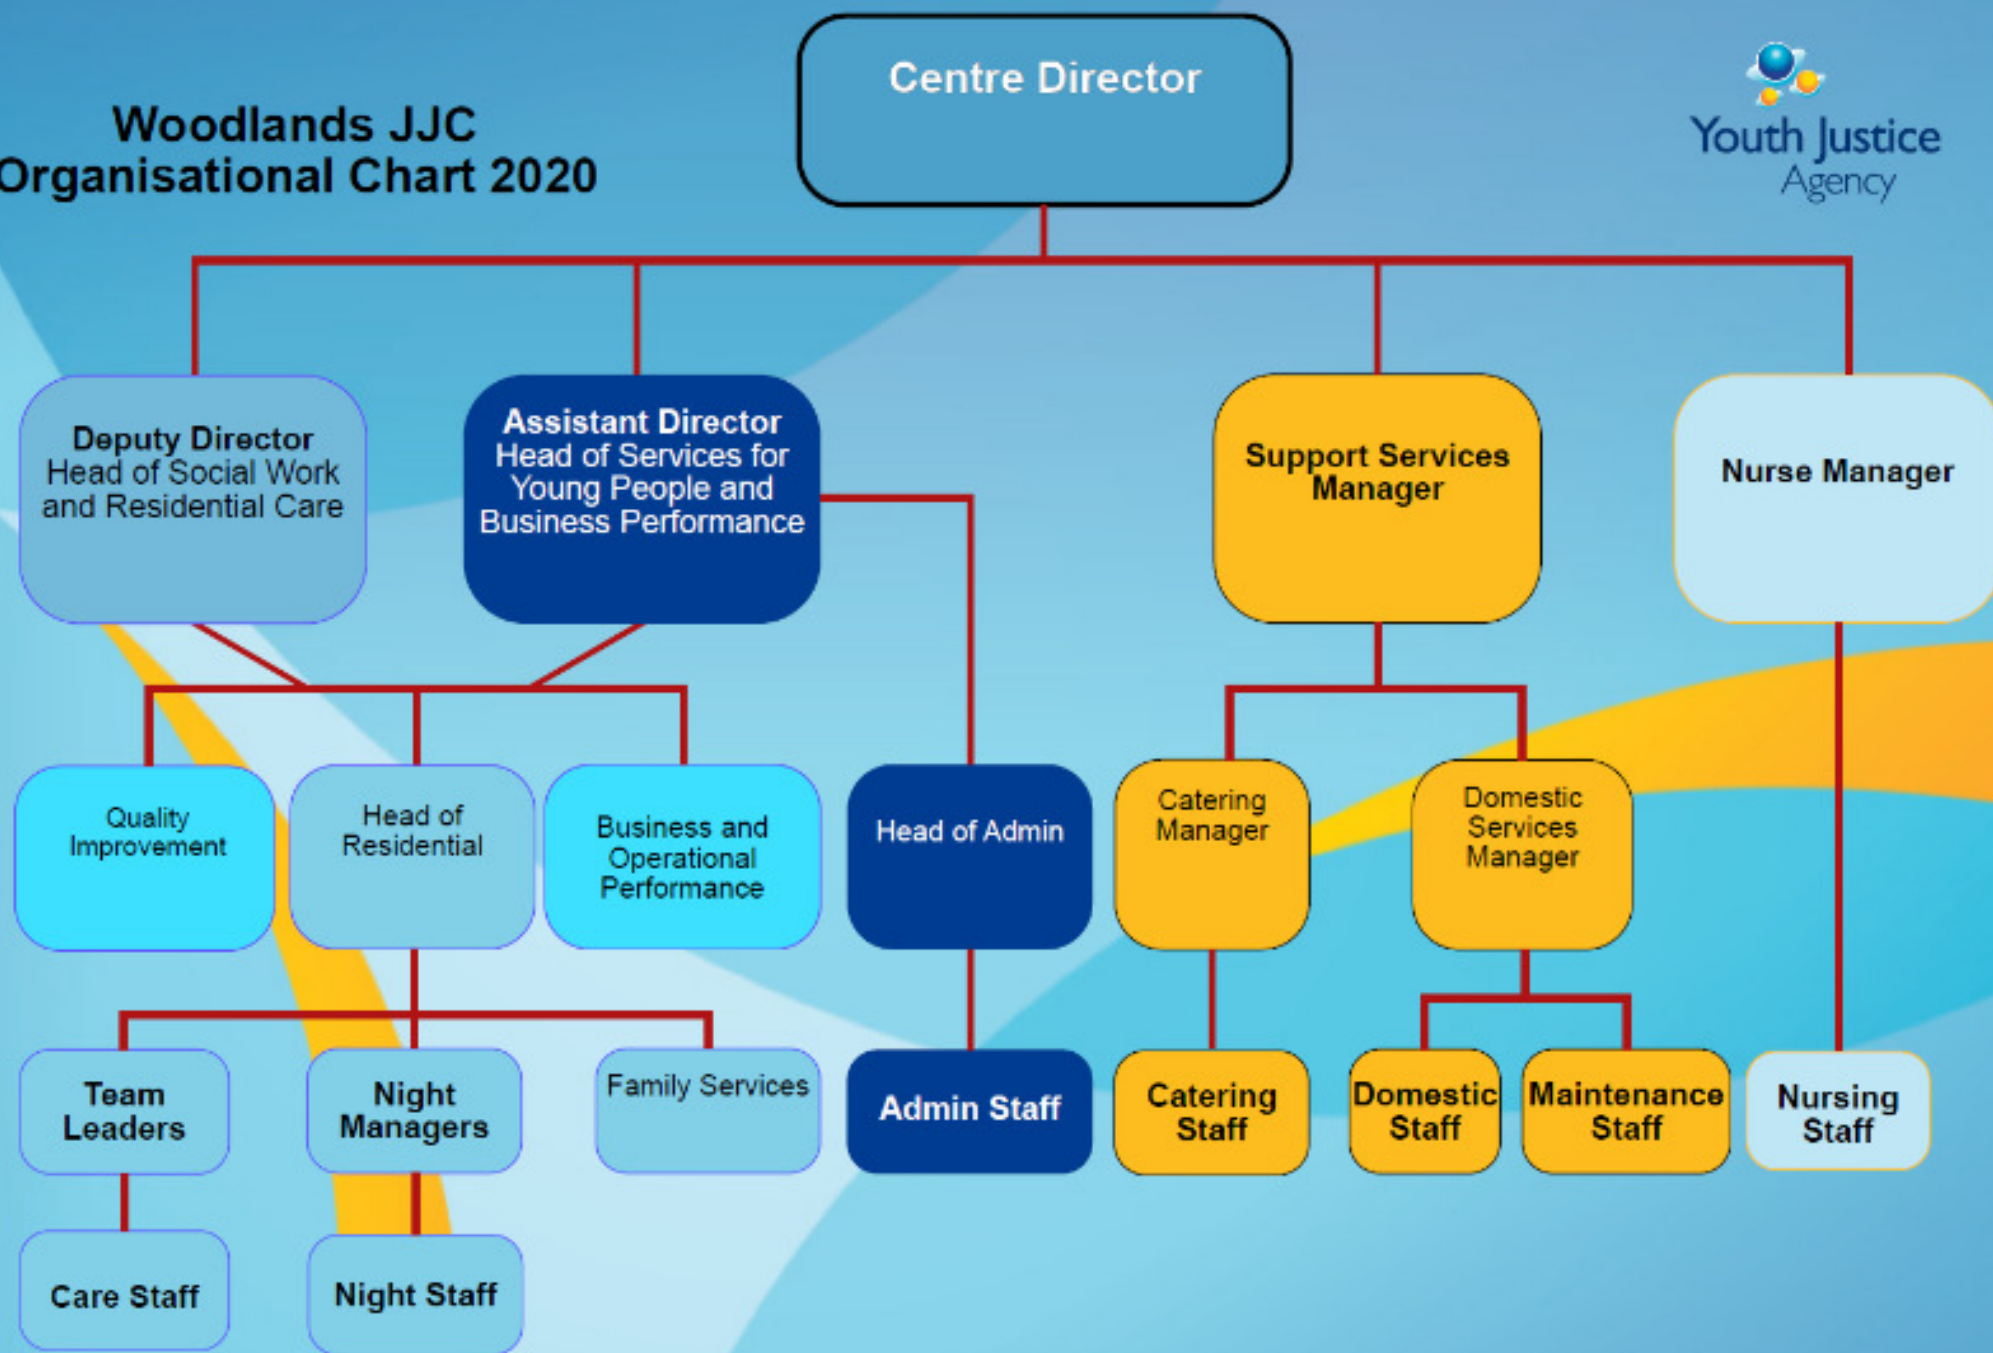 Centre Director
Woodlands JJC
Organisational Chart 2020
Youth Justice
Agency
Deputy Director
Head of Social Work
and Residential Care
Assistant Director
Head of Services for
Young People and
Business Performance
Support Services
Manager
Nurse Manager
Quality
Improvement
Head of
Residential
Business and
Operational
Performance
Head of Admin
Catering
Manager
Domestic
Services
Manager
Team
Leaders
Night
Managers
Family Services
Admin Staff
Catering
Staff
Domestic
Staff
Maintenance
Staff
Nursing
Staff
Care Staff
Night Staff